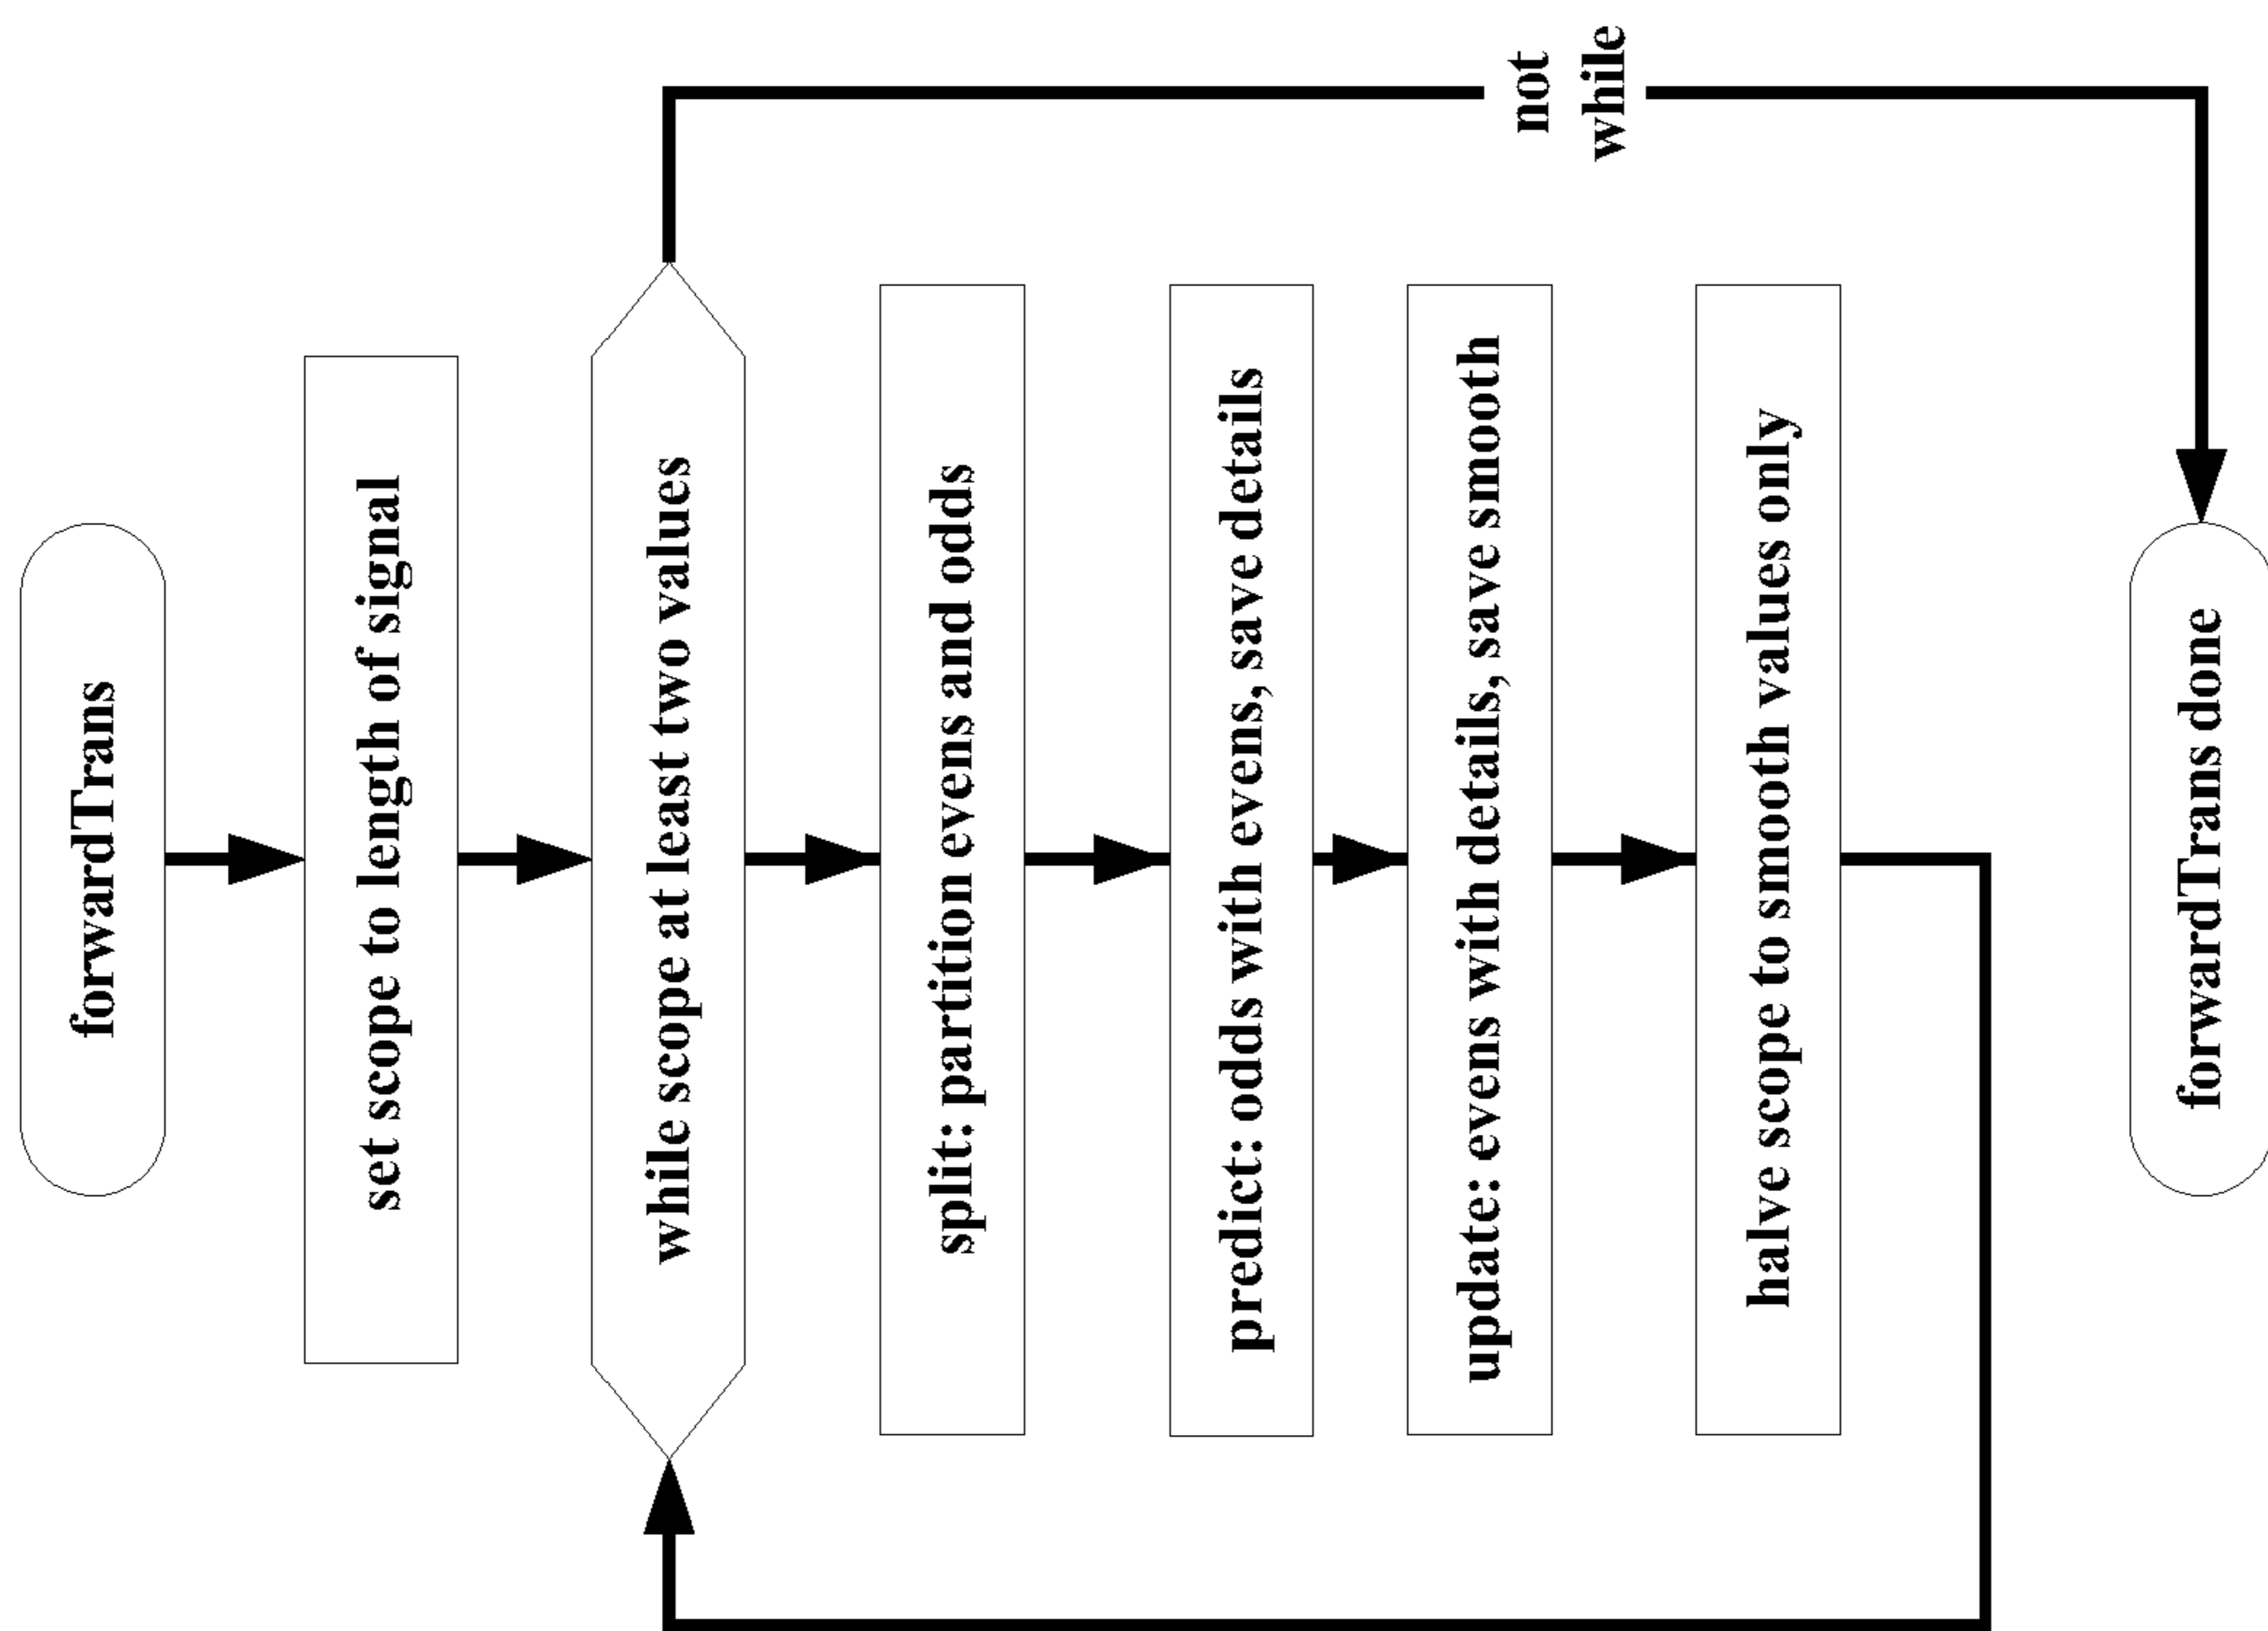 forwardTrans
set scope to length of signal
while scope at least two values
split: partition evens and odds
predict: odds with evens, save details
update: evens with details, save smooth
halve scope to smooth values only
not
while
forwardTrans done